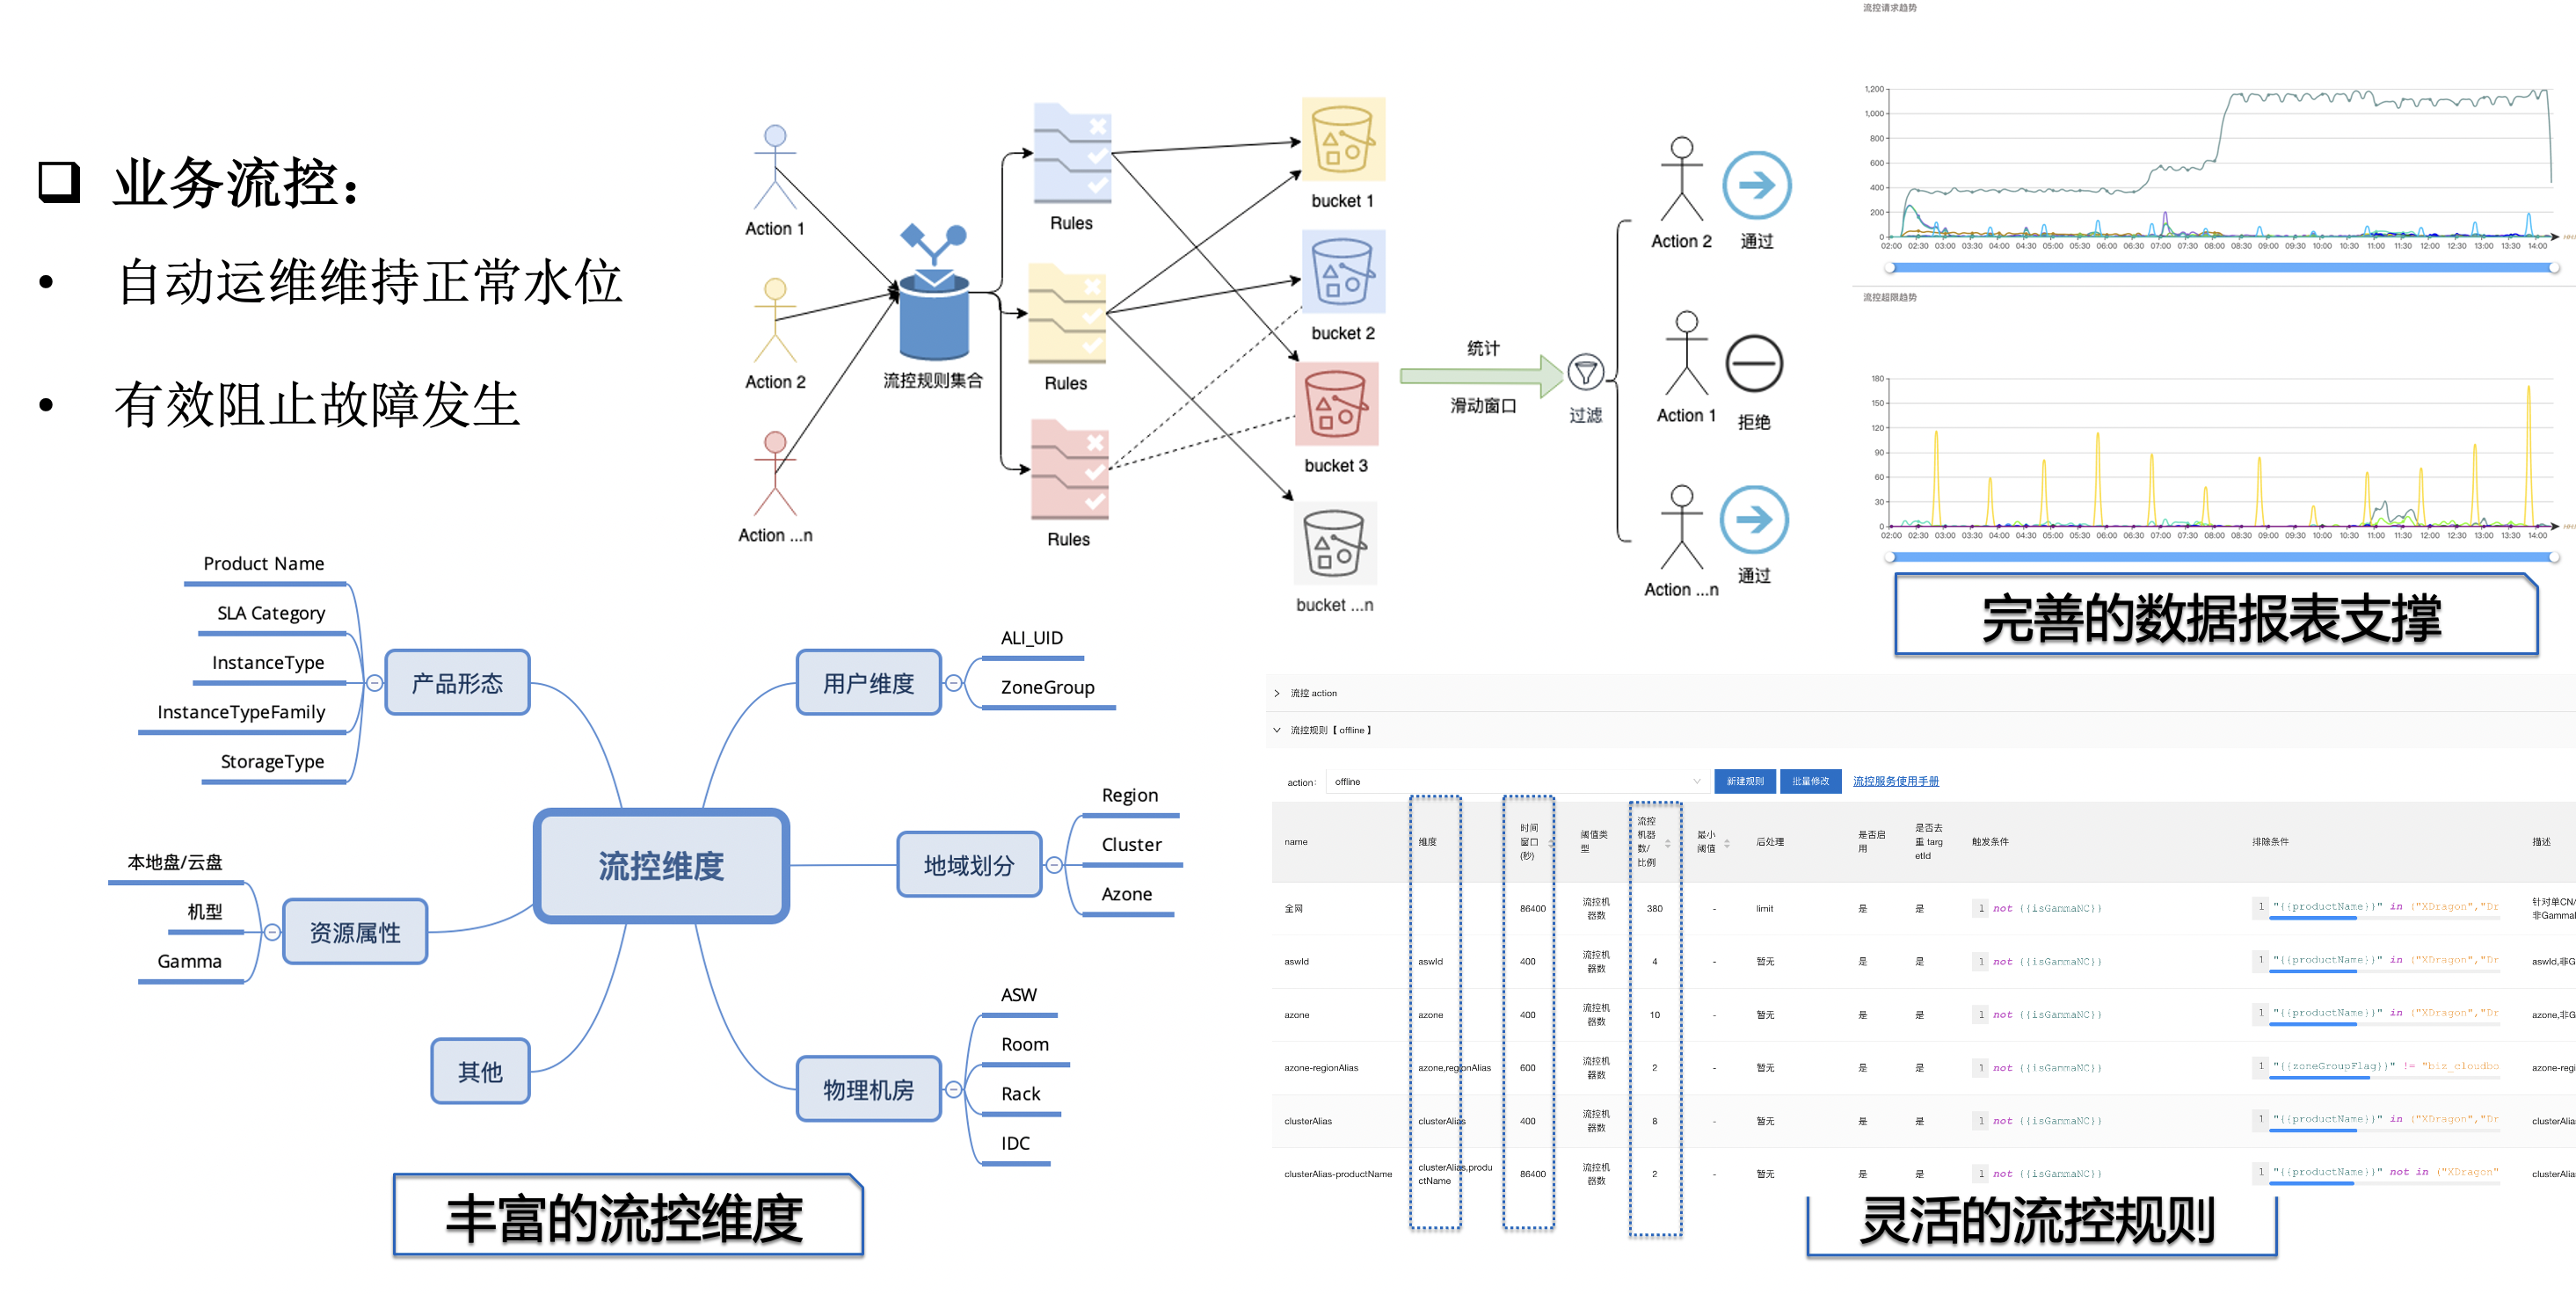 业务流控：
• 自动运维维持正常水位
• 有效阻止故障发生
Action 1
Action 2
Action ...n
流控规则集合
Rules
Rules
Rules
bucket 1
bucket 2
bucket 3
bucket ...n
统计
滑动窗口
过滤
Action 2
通过
Action 1
拒绝
Action ...n
通过
流控请求趋势
1,200
1,000
800
600
400
200
0
02:00 02:30 03:00 03:30 04:00 04:30 05:00 05:30 06:00 06:30 07:00 07:30 08:00 08:30 09:00 09:30 10:00 10:30 11:00 11:30 12:00 12:30 13:00 13:30 14:00
流控超限趋势
180
150
120
90
60
30
0
02:00 02:30 03:00 03:30 04:00 04:30 05:00 05:30 06:00 06:30 07:00 07:30 08:00 08:30 09:00 09:30 10:00 10:30 11:00 11:30 12:00 12:30 13:00 13:30 14:00
完善的数据报表支撑
Product Name
SLA Category
InstanceType
InstanceTypeFamily
StorageType
产品形态
用户维度
ALI_UID
ZoneGroup
流控维度
地域划分
Region
Cluster
Azone
本地盘/云盘
机型
Gamma
资源属性
其他
物理机房
ASW
Room
Rack
IDC
丰富的流控维度
流控 action
流控规则【 offline 】
action: offline 新建规则 批量修改 流控服务使用手册
name 维度 时间窗口(秒) 阈值类型 流控机器数/比例 最小阈值 后处理 是否启用 是否去重 targetId 触发条件 排除条件 描述
全网 86400 流控机器数 380 - limit 是 是 1 not ({isGammaNC}) 1 "({productName})" in ("XDragon","Dr 针对单CN/
非Gamma
aswId aswId 400 流控机器数 4 - 暂无 是 是 1 not ({isGammaNC}) 1 "({productName})" in ("XDragon","Dr aswId,非G
azone azone 400 流控机器数 10 - 暂无 是 是 1 not ({isGammaNC}) 1 "({productName})" in ("XDragon","Dr azone,非G
azone-regionAlias azone,regionAlias 600 流控机器数 2 - 暂无 是 是 1 not ({isGammaNC}) 1 "({zoneGroupFlag})" != "biz_cloudbo azone-regi
clusterAlias clusterAlias 400 流控机器数 8 - 暂无 是 是 1 not ({isGammaNC}) 1 "({productName})" in ("XDragon","Dr clusterAlia
clusterAlias-productName clusterAlias,productName 86400 流控机器数 2 - 暂无 是 是 1 not ({isGammaNC}) 1 "({productName})" not in ("XDragon" clusterAlia
灵活的流控规则